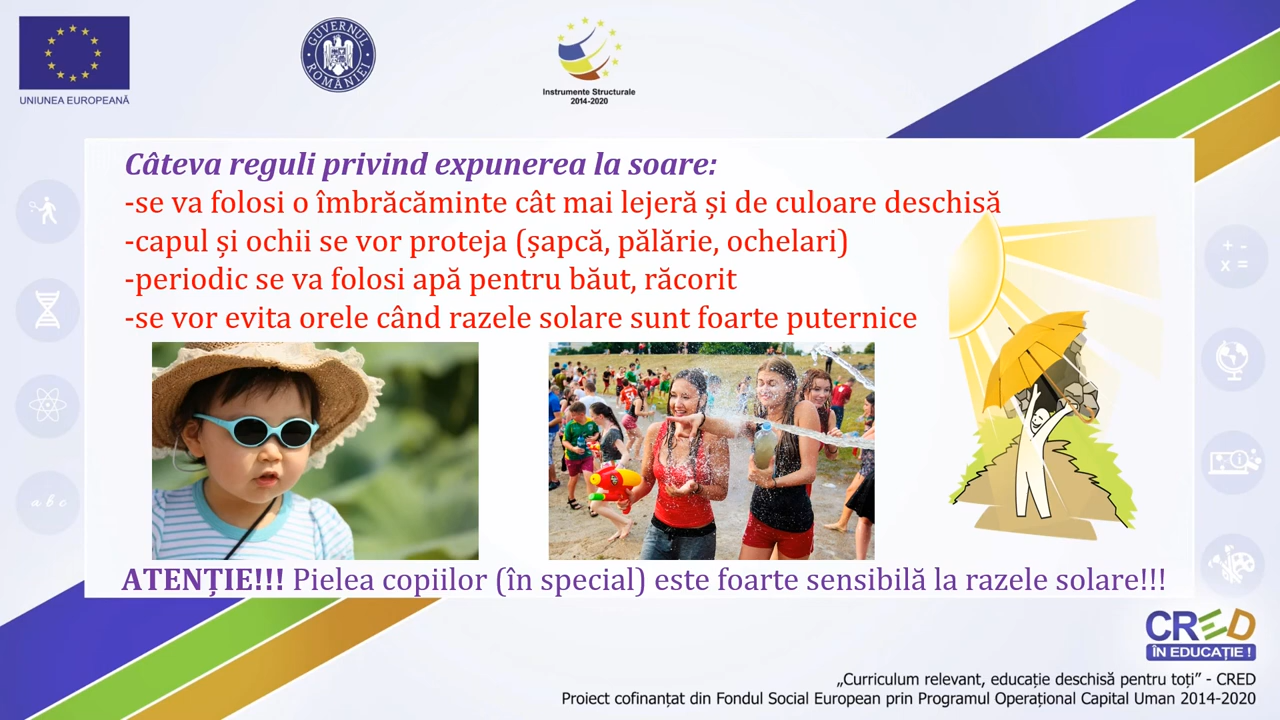 UNIUNEA EUROPEANĂ
GUVERNUL ROMÂNIEI
Instrumente Structurale
2014-2020
Câteva reguli privind expunerea la soare:
-se va folosi o îmbrăcăminte cât mai lejeră și de culoare deschisă
-capul și ochii se vor proteja (șapcă, pălărie, ochelari)
-periodic se va folosi apă pentru băut, răcorit
-se vor evita orele când razele solare sunt foarte puternice
+ -
x =
a b c
ATENȚIE!!! Pielea copiilor (în special) este foarte sensibilă la razele solare!!!
CRED
ÎN EDUCAȚIE !
„Curriculum relevant, educație deschisă pentru toți” - CRED
Proiect cofinanțat din Fondul Social European prin Programul Operațional Capital Uman 2014-2020